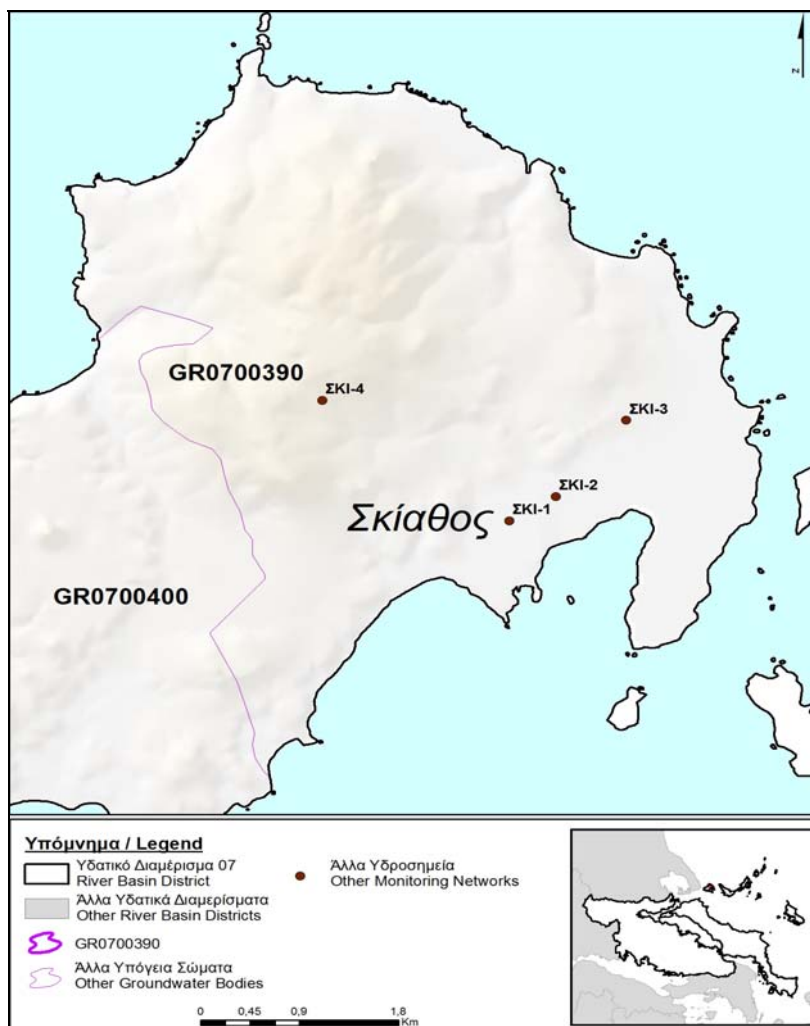 N
GR0700390
ΣΚΙ-4
ΣΚΙ-3
ΣΚΙ-2
ΣΚΙ-1
Σκίαθος
GR0700400
Υπόμνημα / Legend
Υδατικό Διαμέρισμα 07
River Basin District
Άλλα Υδατικά Διαμερίσματα
Other River Basin Districts
GR0700390
Άλλα Υπόγεια Σώματα
Other Groundwater Bodies
Άλλα Υδροσημεία
Other Monitoring Networks
0 0,45 0,9 1,8
Km